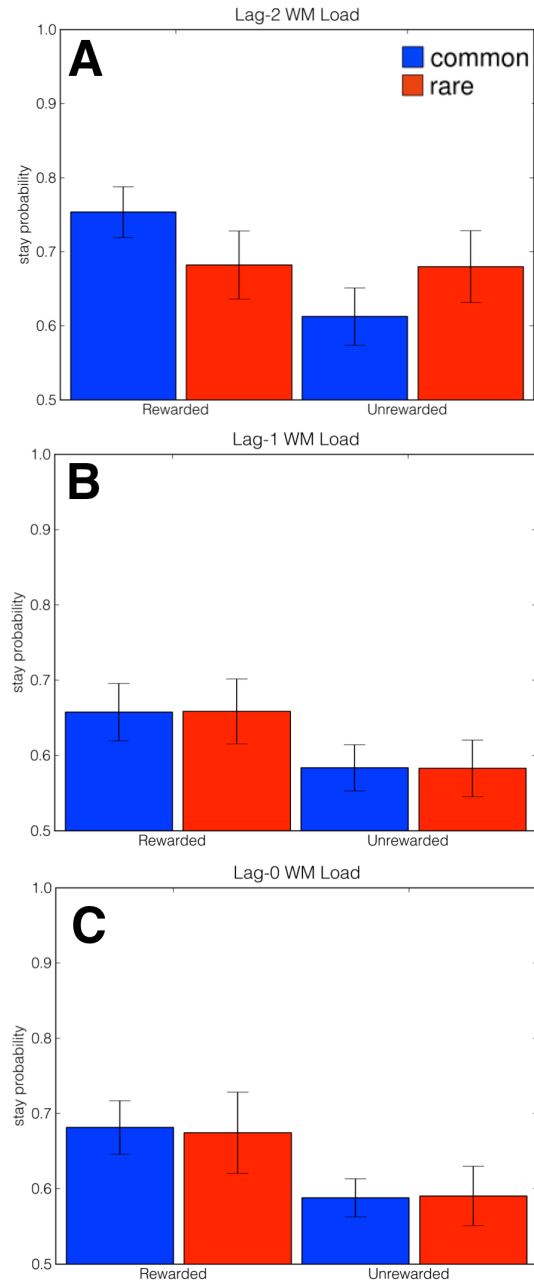 Lag-2 WM Load
A
common
rare
1.0
0.9
0.8
0.7
0.6
0.5
stay probability
Rewarded
Unrewarded
Lag-1 WM Load
B
1.0
0.9
0.8
0.7
0.6
0.5
stay probability
Rewarded
Unrewarded
Lag-0 WM Load
C
1.0
0.9
0.8
0.7
0.6
0.5
stay probability
Rewarded
Unrewarded